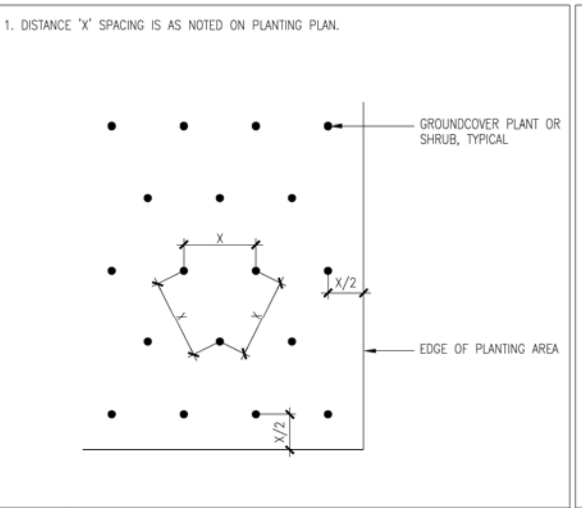 1. DISTANCE 'X' SPACING IS AS NOTED ON PLANTING PLAN.
GROUNDCOVER PLANT OR
SHRUB, TYPICAL
X
X/2
X
X
EDGE OF PLANTING AREA
X/2